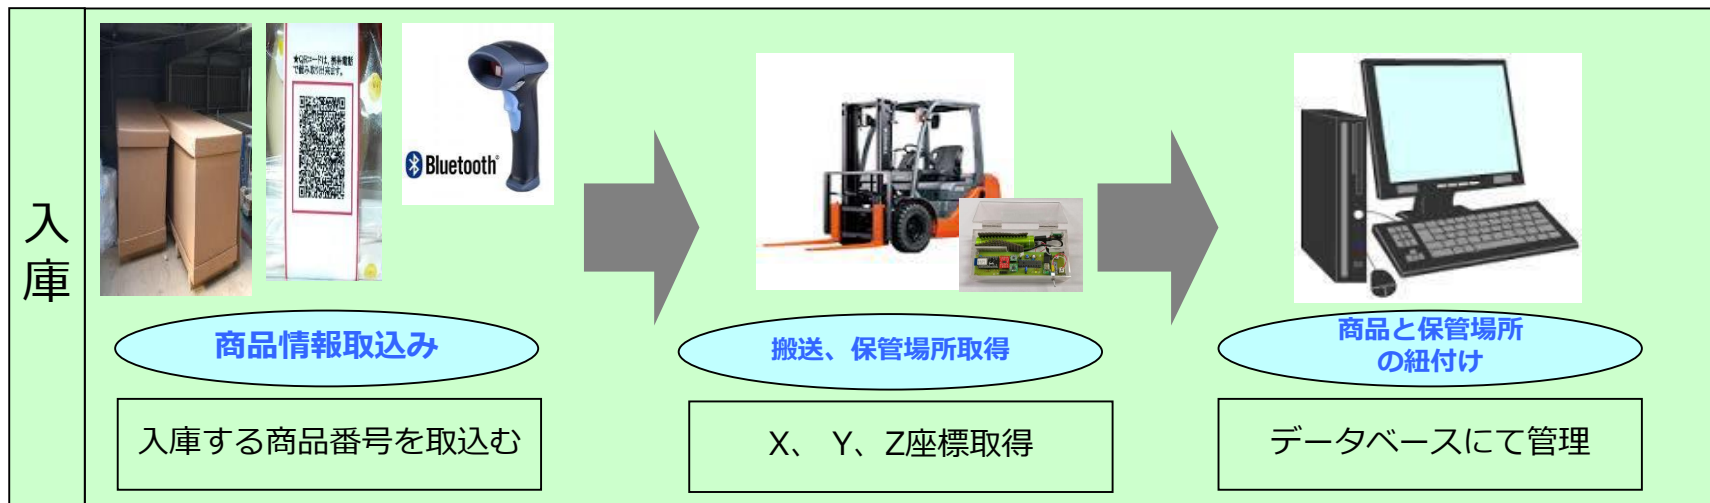 入庫
★QRコードは、携帯電話
で読み取り出来ます。
Bluetooth®
商品情報取込み
入庫する商品番号を取込む
搬送、保管場所取得
X、 Y、Z座標取得
商品と保管場所
の紐付け
データベースにて管理